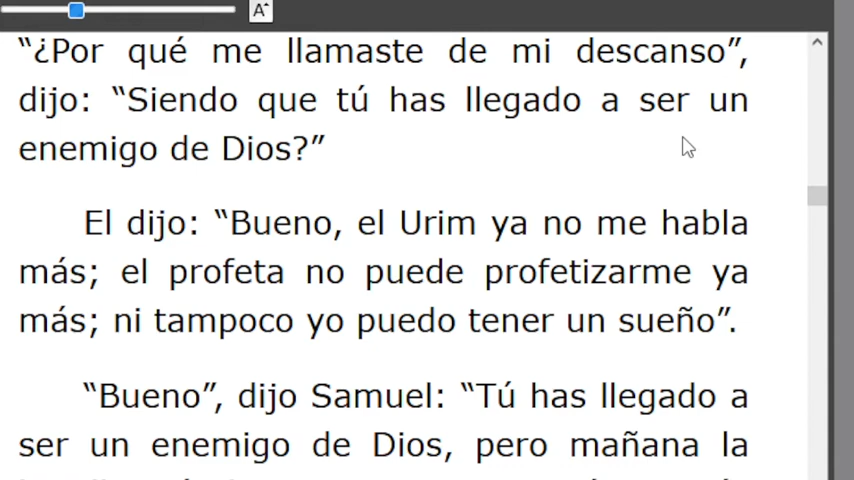 A
“¿Por qué me llamaste de mi descanso”,
dijo: “Siendo que tú has llegado a ser un
enemigo de Dios?”
El dijo: “Bueno, el Urim ya no me habla
más; el profeta no puede profetizarme ya
más; ni tampoco yo puedo tener un sueño”.
“Bueno”, dijo Samuel: “Tú has llegado a
ser un enemigo de Dios, pero mañana la